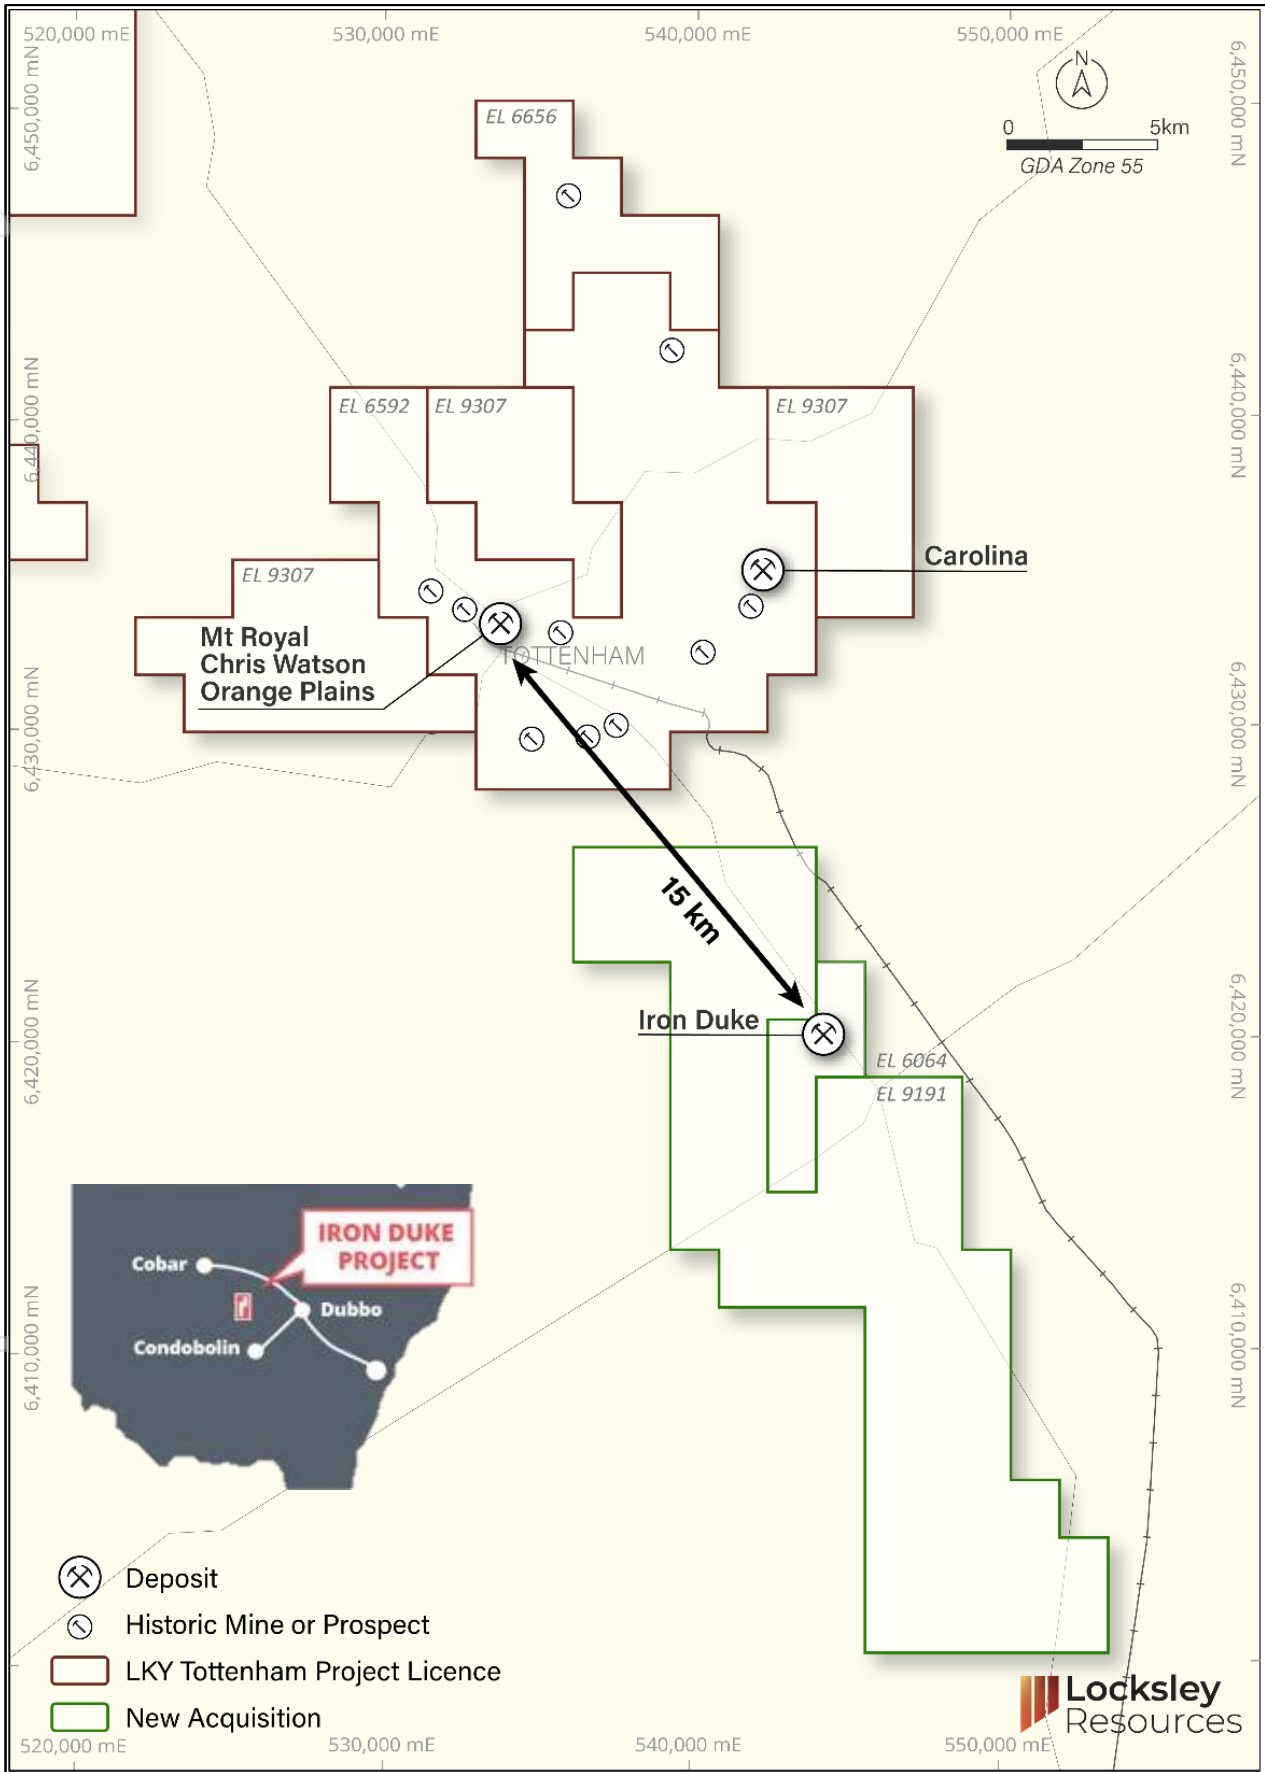 520,000 mE
530,000 mE
540,000 mE
550,000 mE
6,450,000 mN
6,450,000 mN
N
0 5km
GDA Zone 55
EL 6656
6,440,000 mN
6,440,000 mN
EL 6592
EL 9307
EL 9307
Carolina
EL 9307
Mt Royal
Chris Watson
Orange Plains
TOTTENHAM
6,430,000 mN
6,430,000 mN
15 km
Iron Duke
6,420,000 mN
6,420,000 mN
EL 6064
EL 9191
IRON DUKE
PROJECT
Cobar
Dubbo
Condobolin
6,410,000 mN
6,410,000 mN
Deposit
Historic Mine or Prospect
LKY Tottenham Project Licence
New Acquisition
Locksley
Resources
520,000 mE
530,000 mE
540,000 mE
550,000 mE